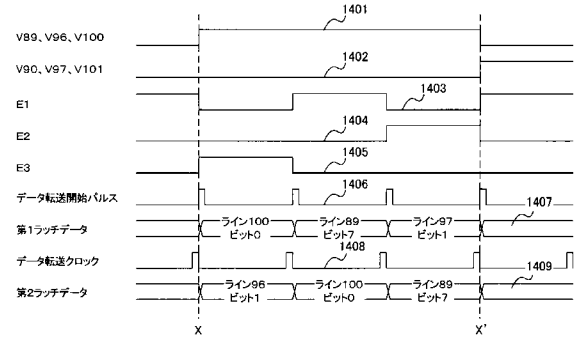 1401
V89、V96、V100
1402
V90、V97、V101
1403
E1
1404
E2
1405
E3
1406
データ転送開始パルス
1407
第1ラッチデータ
ライン100 ライン89 ライン97
ビット0 ビット7 ビット1
1408
データ転送クロック
1409
第2ラッチデータ
ライン96 ライン100 ライン89
ビット1 ビット0 ビット7
X X'